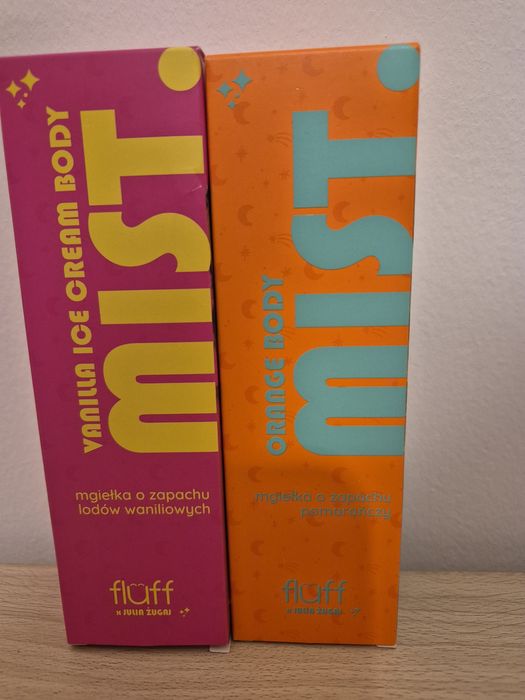 VANILLA ICE CREAM BODY
MIST.
mgiełka o zapachu
lodów waniliowych
fluff
x JULIA ŻUGAJ
ORANGE BODY
MIST.
mgiełka o zapachu
pomarańczy
fluff
x JULIA ŻUGAJ